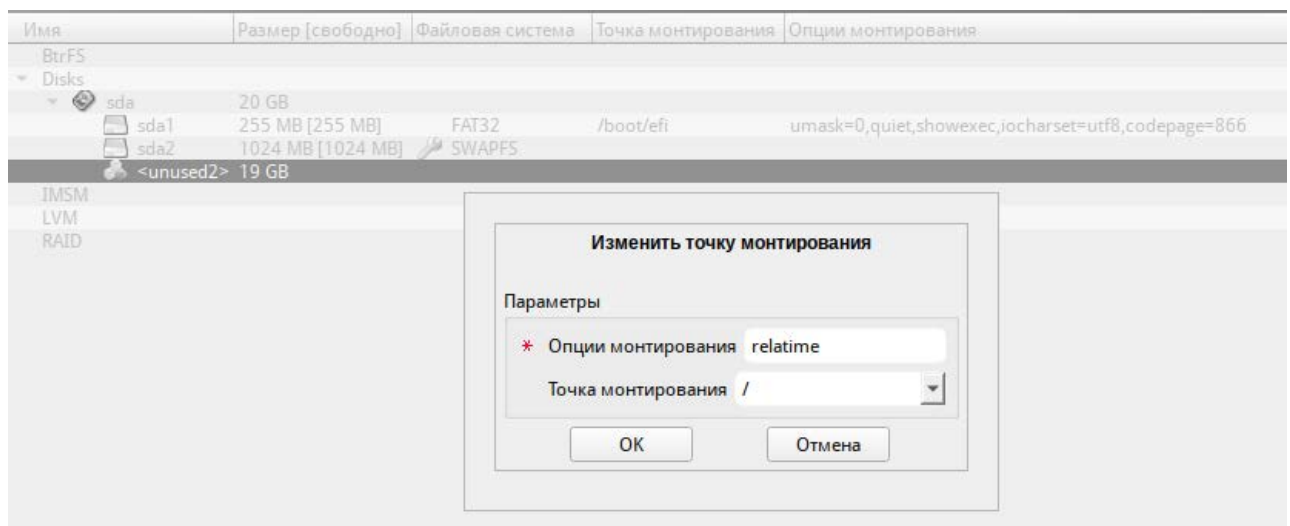 Имя Размер [свободно] Файловая система Точка монтирования Опции монтирования
BtrFS
Disks
sda 20 GB
sda1 255 MB [255 MB] FAT32 /boot/efi umask=0,quiet,showexec,iocharset=utf8,codepage=866
sda2 1024 MB [1024 MB] SWAPFS
<unused2> 19 GB
IMSM
LVM
RAID
Изменить точку монтирования
Параметры
* Опции монтирования relatime
Точка монтирования /
OK Отмена